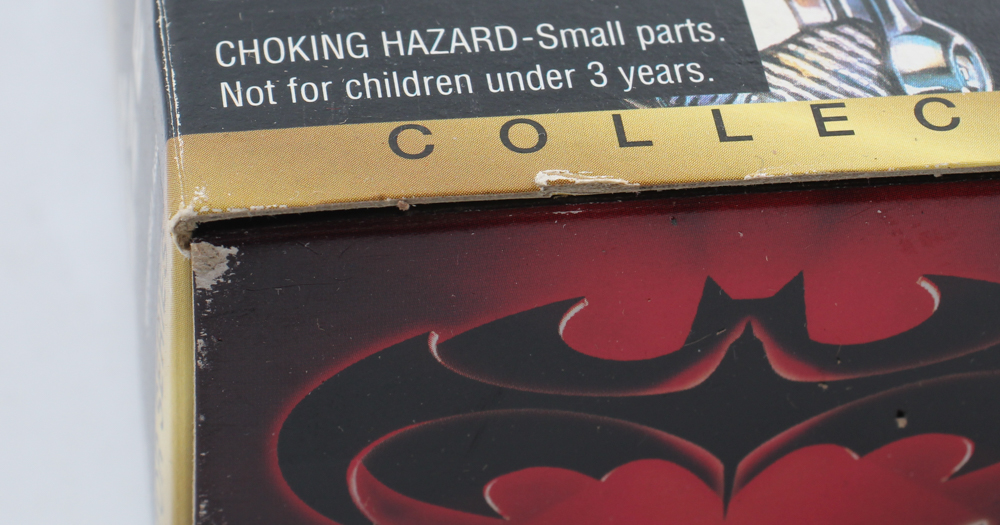 CHOKING HAZARD-Small parts.
Not for children under 3 years.
COLLEC